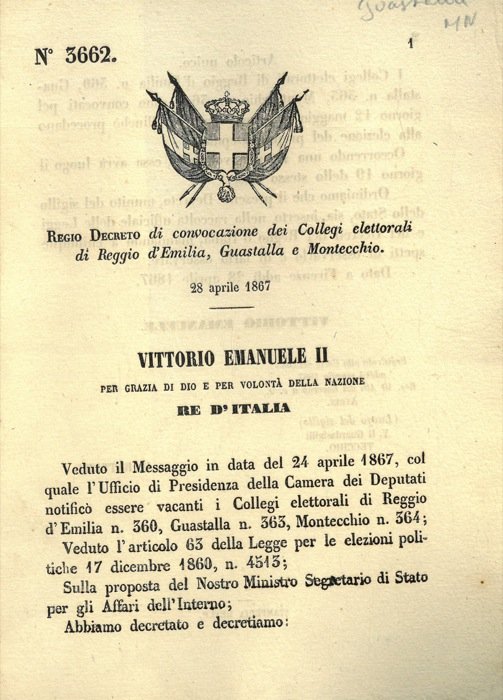 Guastalla
MN
N° 3662.
1
REGIO DECRETO di convocazione dei Collegi elettorali
di Reggio d'Emilia, Guastalla e Montecchio.
28 aprile 1867
VITTORIO EMANUELE II
PER GRAZIA DI DIO E PER VOLONTÀ DELLA NAZIONE
RE D'ITALIA
Veduto il Messaggio in data del 24 aprile 1867, col
quale l'Ufficio di Presidenza della Camera dei Deputati
notificò essere vacanti i Collegi elettorali di Reggio
d'Emilia n. 360, Guastalla n. 363, Montecchio n. 364;
Veduto l'articolo 63 della Legge per le elezioni poli-
tiche 17 dicembre 1860, n. 4513;
Sulla proposta del Nostro Ministro Segretario di Stato
per gli Affari dell'Interno;
Abbiamo decretato e decretiamo: